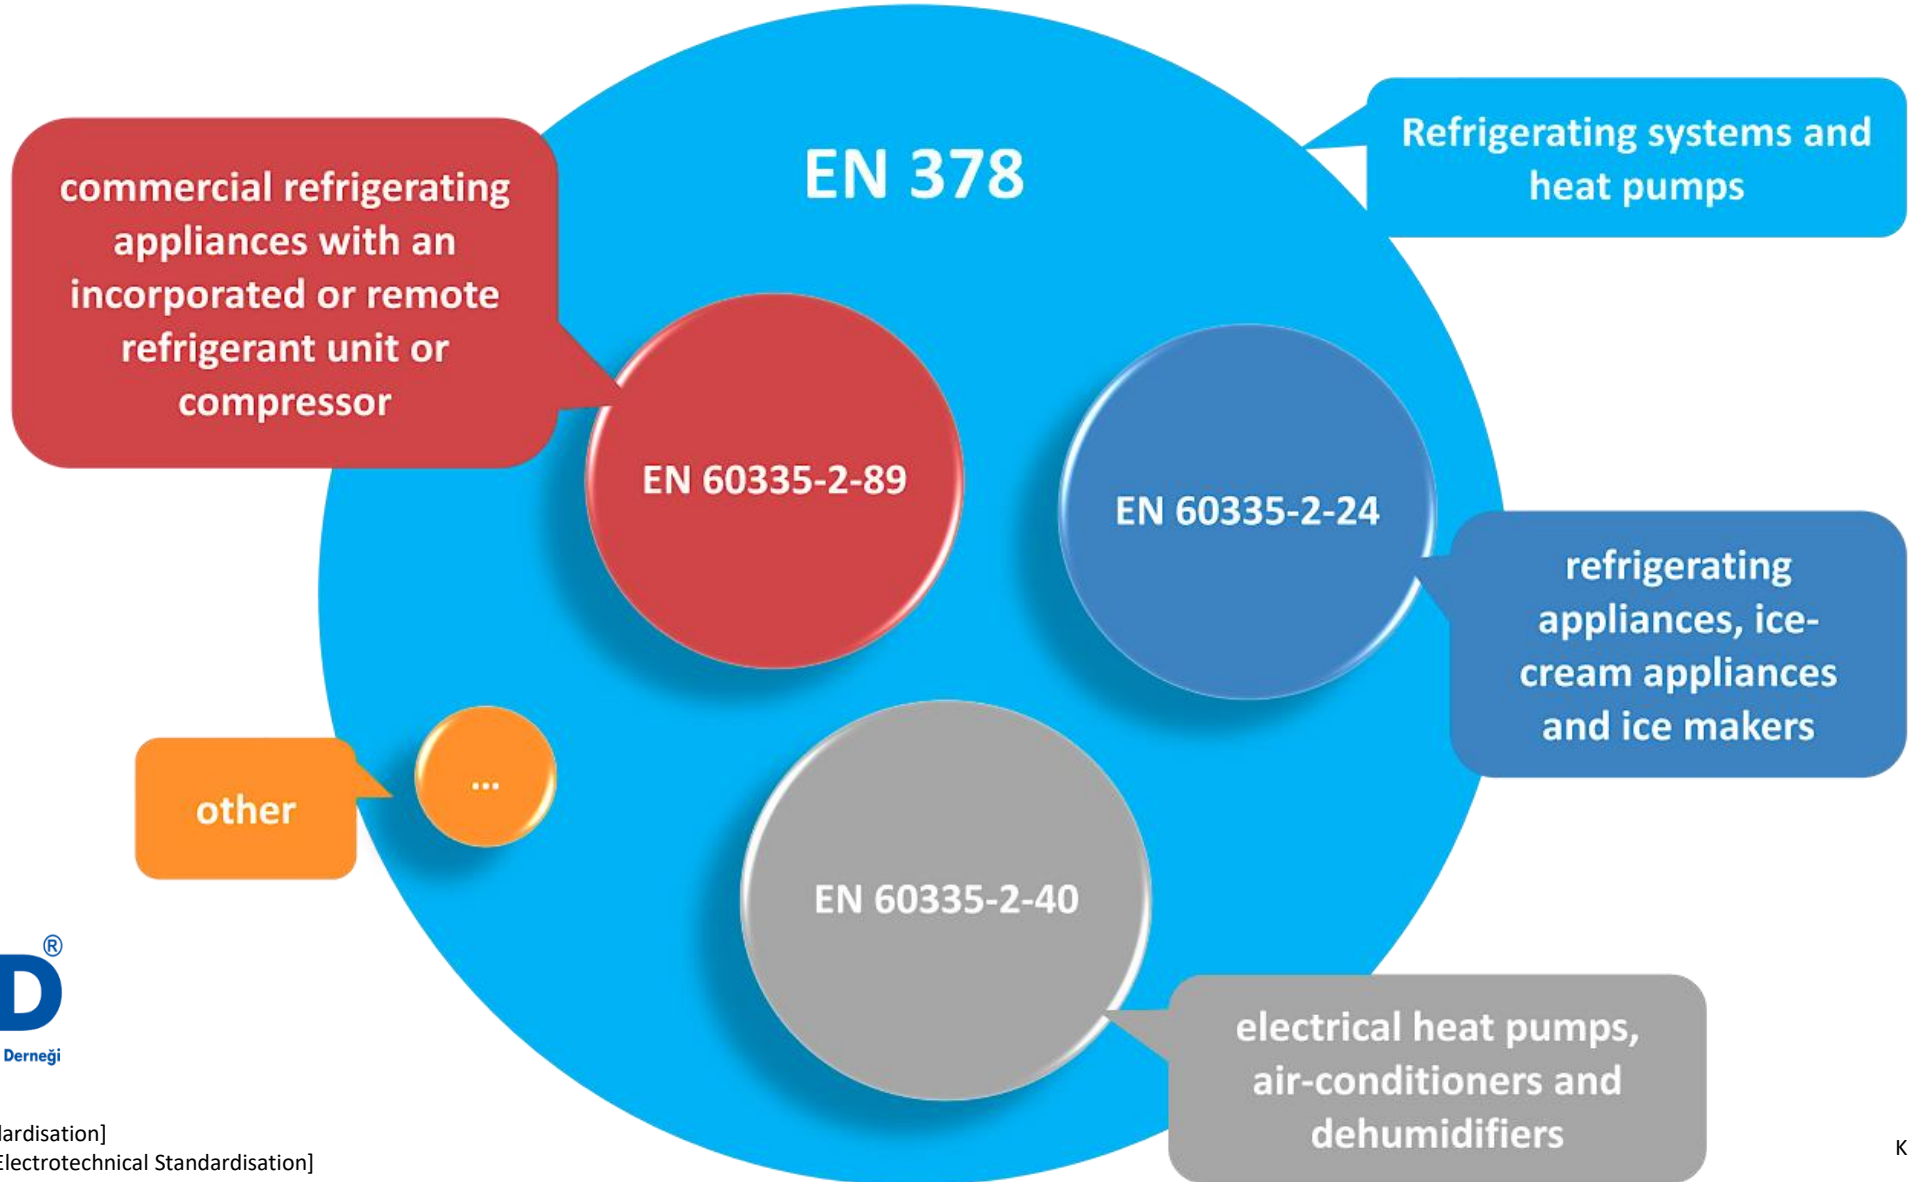 EN 378
Refrigerating systems and
heat pumps
commercial refrigerating
appliances with an
incorporated or remote
refrigerant unit or
compressor
EN 60335-2-89
EN 60335-2-24
refrigerating
appliances, ice-
cream appliances
and ice makers
other
...
EN 60335-2-40
electrical heat pumps,
air-conditioners and
dehumidifiers
D®
Derneği
lardisation]
Electrotechnical Standardisation]
K